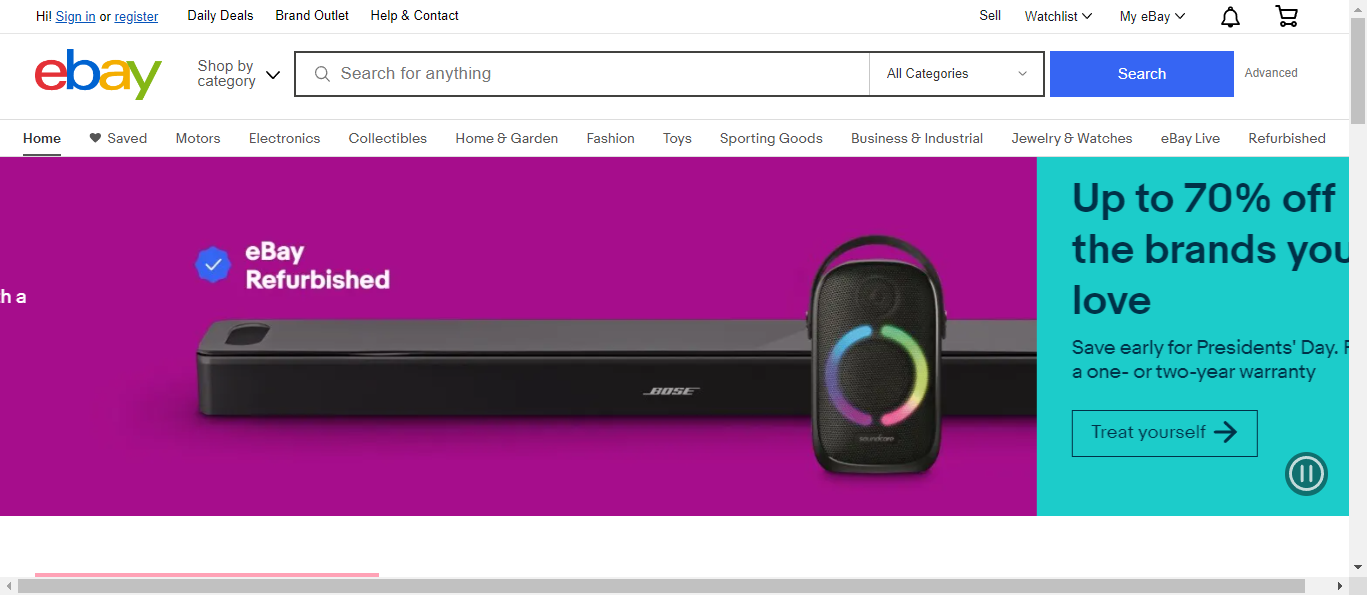 Hi! Sign in or register Daily Deals Brand Outlet Help & Contact Sell Watchlist My eBay
ebay
Shop by
category
Search for anything
All Categories
Search
Advanced
Home Saved Motors Electronics Collectibles Home & Garden Fashion Toys Sporting Goods Business & Industrial Jewelry & Watches eBay Live Refurbished
h a
eBay
Refurbished
BOSE
soundcore
Up to 70% off
the brands you
love
Save early for Presidents' Day. F
a one- or two-year warranty
Treat yourself